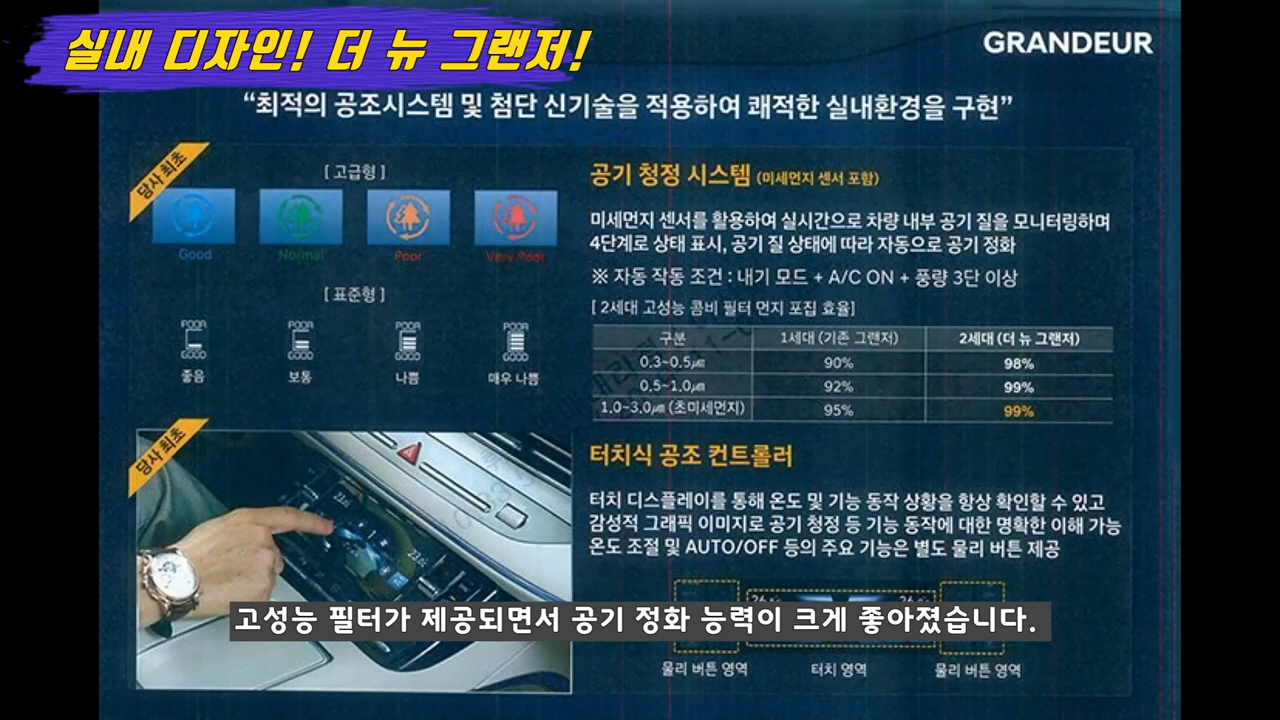 실내 디자인! 더 뉴 그랜저!
GRANDEUR
“최적의 공조시스템 및 첨단 신기술을 적용하여 쾌적한 실내환경을 구현”
당사 최초
[ 고급형 ]
Good Normal Poor Very Poor
[ 표준형 ]
POOR POOR POOR POOR
GOOD GOOD GOOD GOOD
좋음 보통 나쁨 매우 나쁨
공기 청정 시스템 (미세먼지 센서 포함)
미세먼지 센서를 활용하여 실시간으로 차량 내부 공기 질을 모니터링하며
4단계로 상태 표시, 공기 질 상태에 따라 자동으로 공기 정화
※ 자동 작동 조건 : 내기 모드 + A/C ON + 풍량 3단 이상
[ 2세대 고성능 콤비 필터 먼지 포집 효율]
구분 1세대 (기존 그랜저) 2세대 (더 뉴 그랜저)
0.3~0.5㎛ 90% 98%
0.5~1.0㎛ 92% 99%
1.0~3.0㎛ (초미세먼지) 95% 99%
당사 최초
터치식 공조 컨트롤러
터치 디스플레이를 통해 온도 및 기능 동작 상황을 항상 확인할 수 있고
감성적 그래픽 이미지로 공기 청정 등 기능 동작에 대한 명확한 이해 가능
온도 조절 및 AUTO/OFF 등의 주요 기능은 별도 물리 버튼 제공
고성능 필터가 제공되면서 공기 정화 능력이 크게 좋아졌습니다.
물리 버튼 영역 터치 영역 물리 버튼 영역